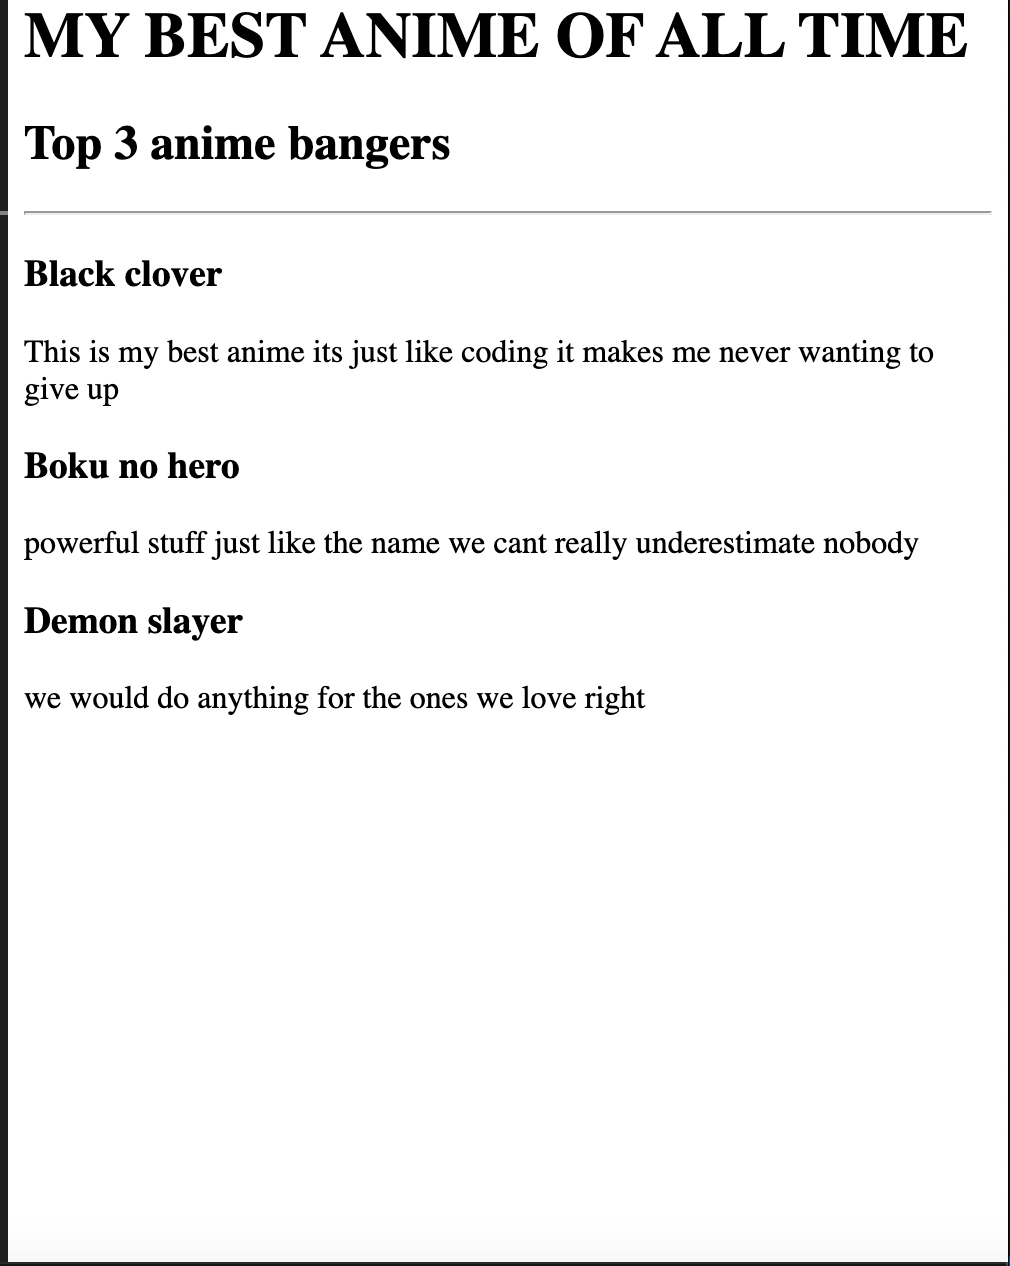 MY BEST ANIME OF ALL TIME
Top 3 anime bangers
Black clover
This is my best anime its just like coding it makes me never wanting to
give up
Boku no hero
powerful stuff just like the name we cant really underestimate nobody
Demon slayer
we would do anything for the ones we love right